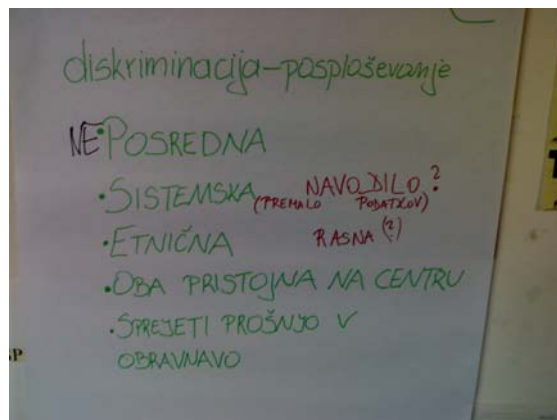 diskriminacija-posploševanje
NE • POSREDNA
• SISTEMSKA NAVODILO?
(PREMALO PODATKOV)
• ETNIČNA RASNA (?)
• OBA PRISTOJNA NA CENTRU
• SPREJETI PROŠNJO V
OBRAVNAVO